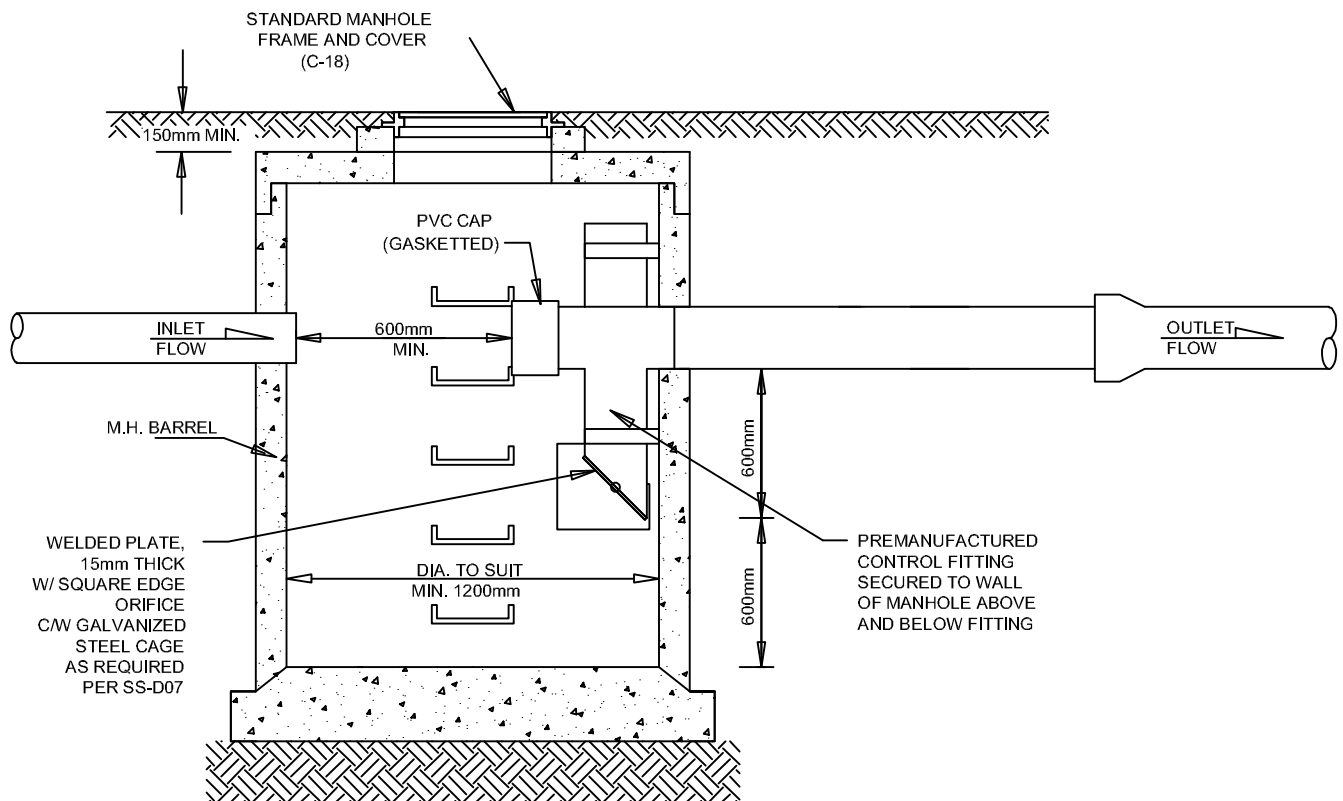 STANDARD MANHOLE
FRAME AND COVER
(C-18)
150mm MIN.
PVC CAP
(GASKETTED)
INLET
FLOW
600mm
MIN.
OUTLET
FLOW
M.H. BARREL
600mm
WELDED PLATE,
15mm THICK
W/ SQUARE EDGE
ORIFICE
C/W GALVANIZED
STEEL CAGE
AS REQUIRED
PER SS-D07
DIA. TO SUIT
MIN. 1200mm
600mm
PREMANUFACTURED
CONTROL FITTING
SECURED TO WALL
OF MANHOLE ABOVE
AND BELOW FITTING